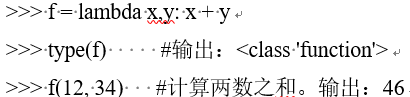 >>> f = lambda x,y: x + y
>>> type(f)     #输出：<class 'function'>
>>> f(12, 34)   #计算两数之和。输出：46